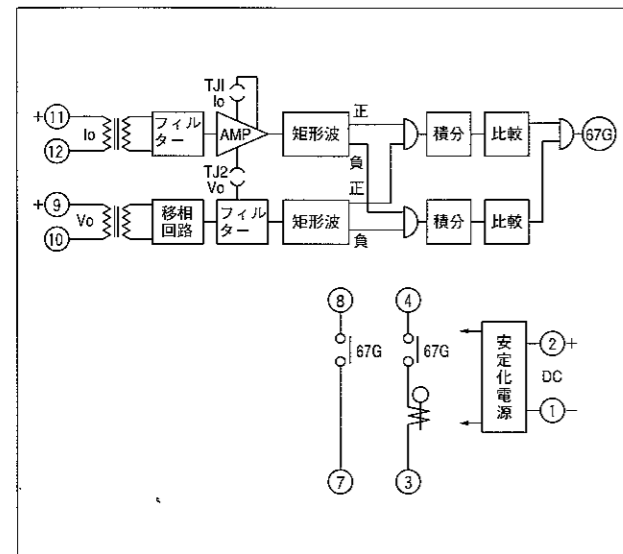 TJ1
Io
+⑪
Io
⑫
フィル
ター
AMP
矩形波
正
負
積分
比較
67G
TJ2
Vo
+⑨
Vo
⑩
移相
回路
フィル
ター
矩形波
正
負
積分
比較
⑧
67G
⑦
④
67G
③
安定化電源
②+
DC
①−